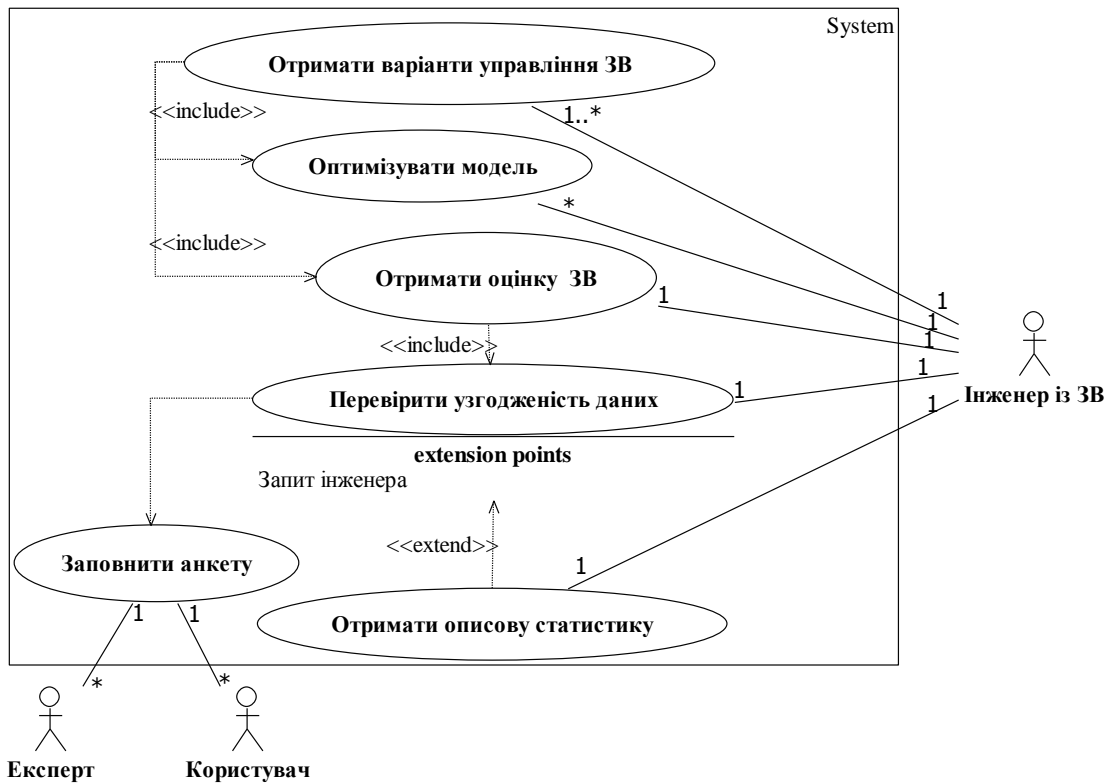 System
Отримати варіанти управління ЗВ
<<include>>
1..*
Оптимізувати модель
*
<<include>>
Отримати оцінку ЗВ
1
1
1
1
<<include>>
1
Перевірити узгодженість даних
1
Інженер із ЗВ
1
extension points
Запит інженера
<<extend>>
Заповнити анкету
1
Отримати описову статистику
1
1
*
*
Експерт
Користувач